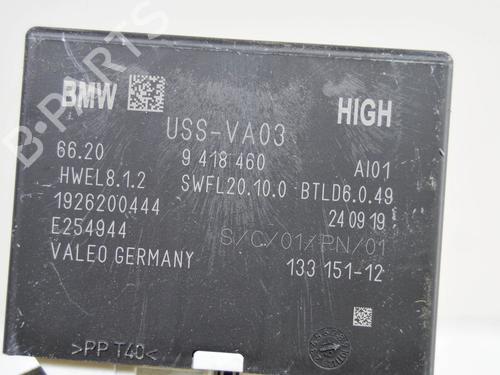 BMW HIGH
USS-VA03
66.20 9 418 460 AI01
HWEL8.1.2 SWFL20.10.0 BTLD6.0.49
1926200444 24 09 19
E254944 S/C/01/PN/01
VALEO GERMANY 133 151-12
>PP T40<
B-PARTS